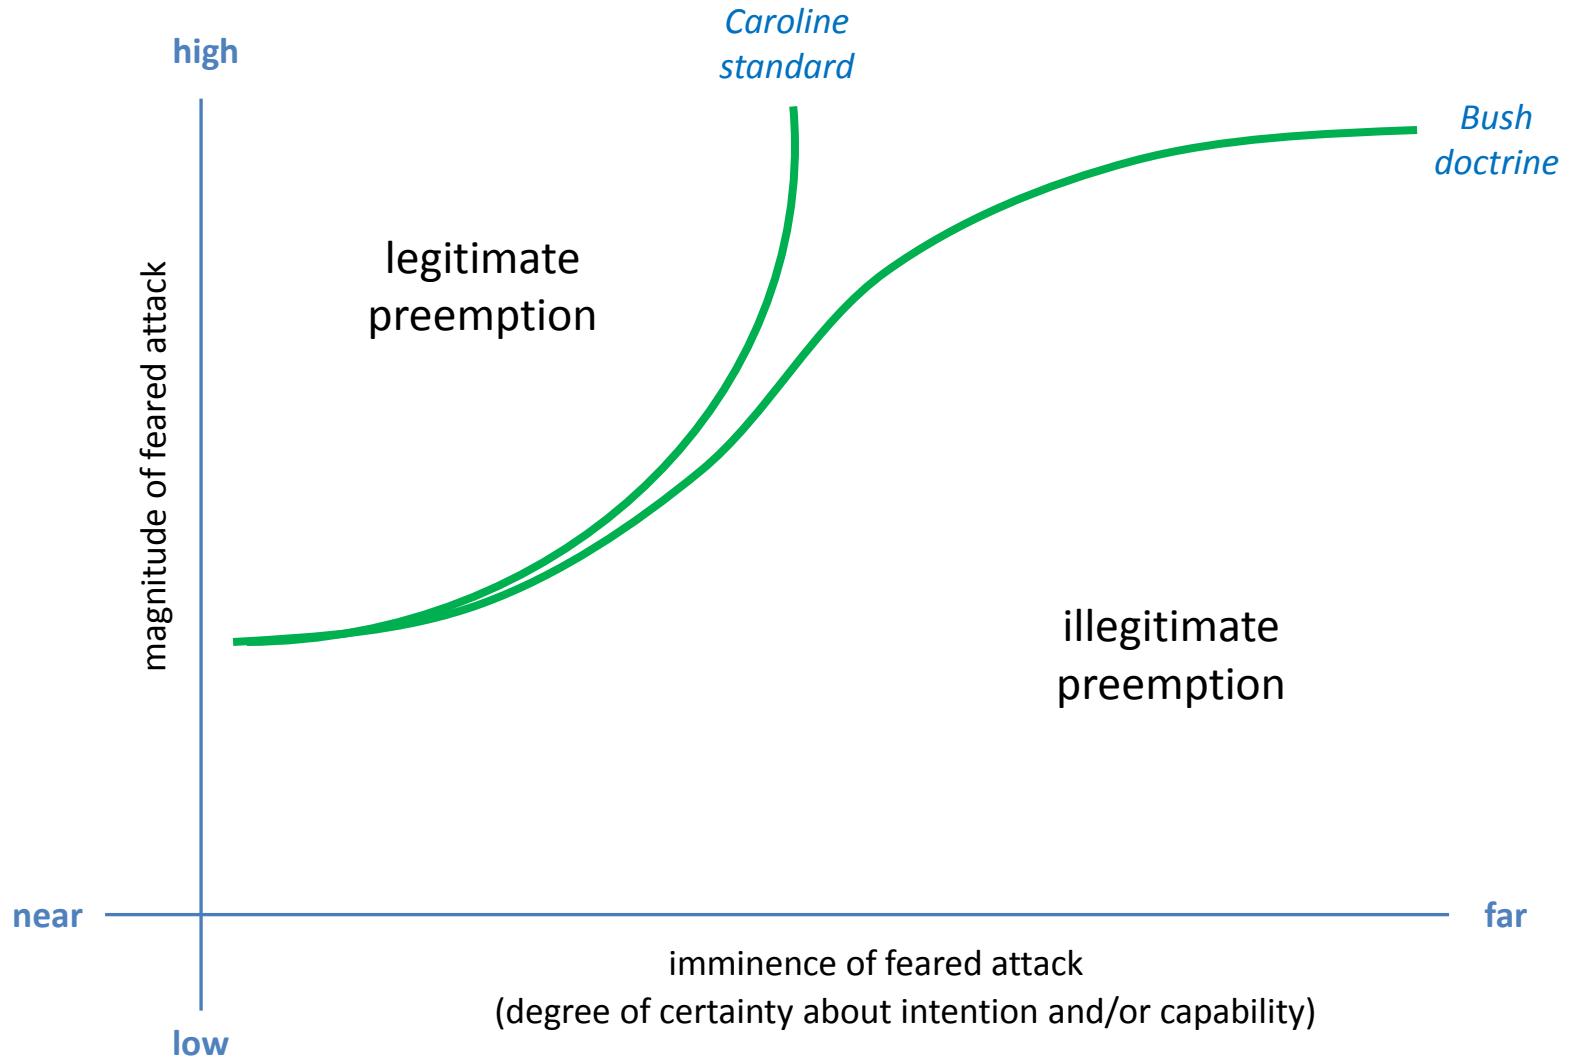 Caroline
standard
high
Bush
doctrine
legitimate
preemption
magnitude of feared attack
illegitimate
preemption
near
far
imminence of feared attack
(degree of certainty about intention and/or capability)
low